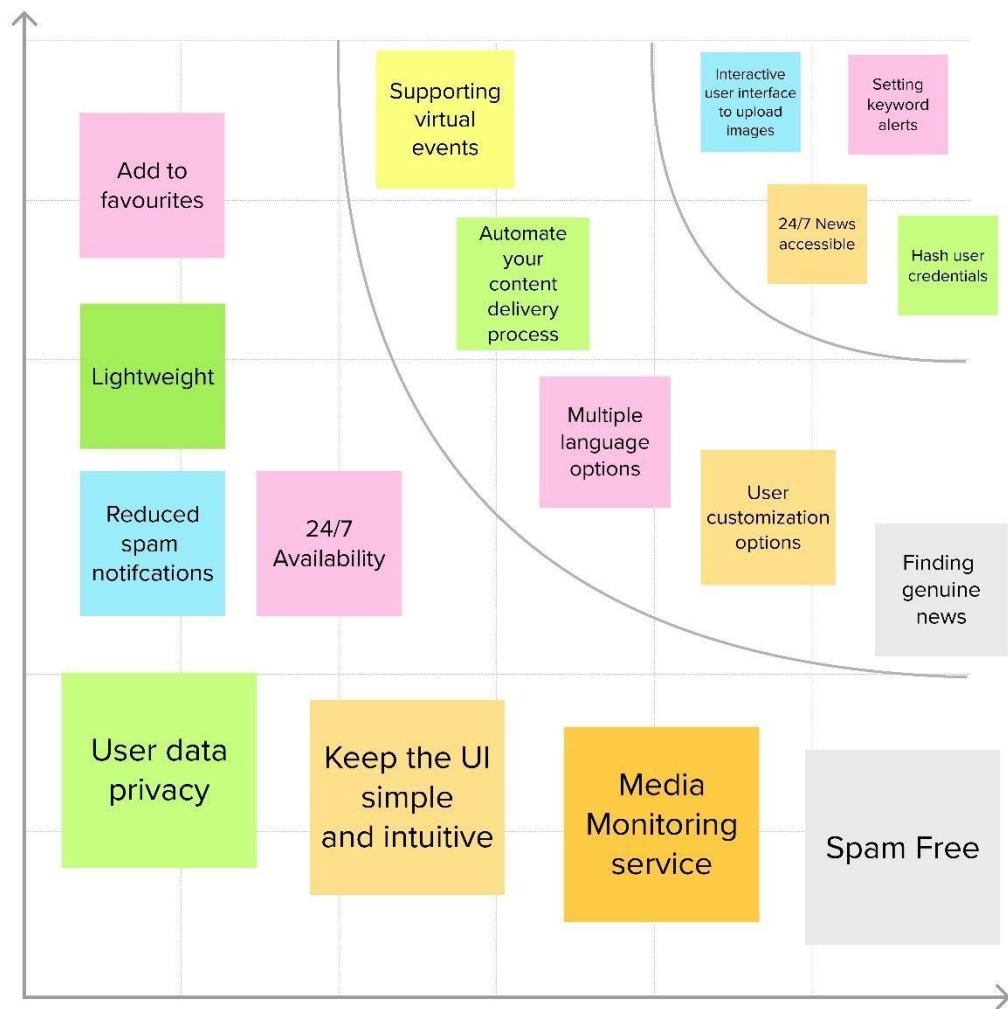 Supporting
virtual
events
Interactive
user interface
to upload
images
Setting
keyword
alerts
Add to
favourites
24/7 News
accessible
Hash user
credentials
Automate
your
content
delivery
process
Lightweight
Multiple
language
options
User
customization
options
Reduced
spam
notifcations
24/7
Availability
Finding
genuine
news
User data
privacy
Keep the UI
simple
and intuitive
Media
Monitoring
service
Spam Free